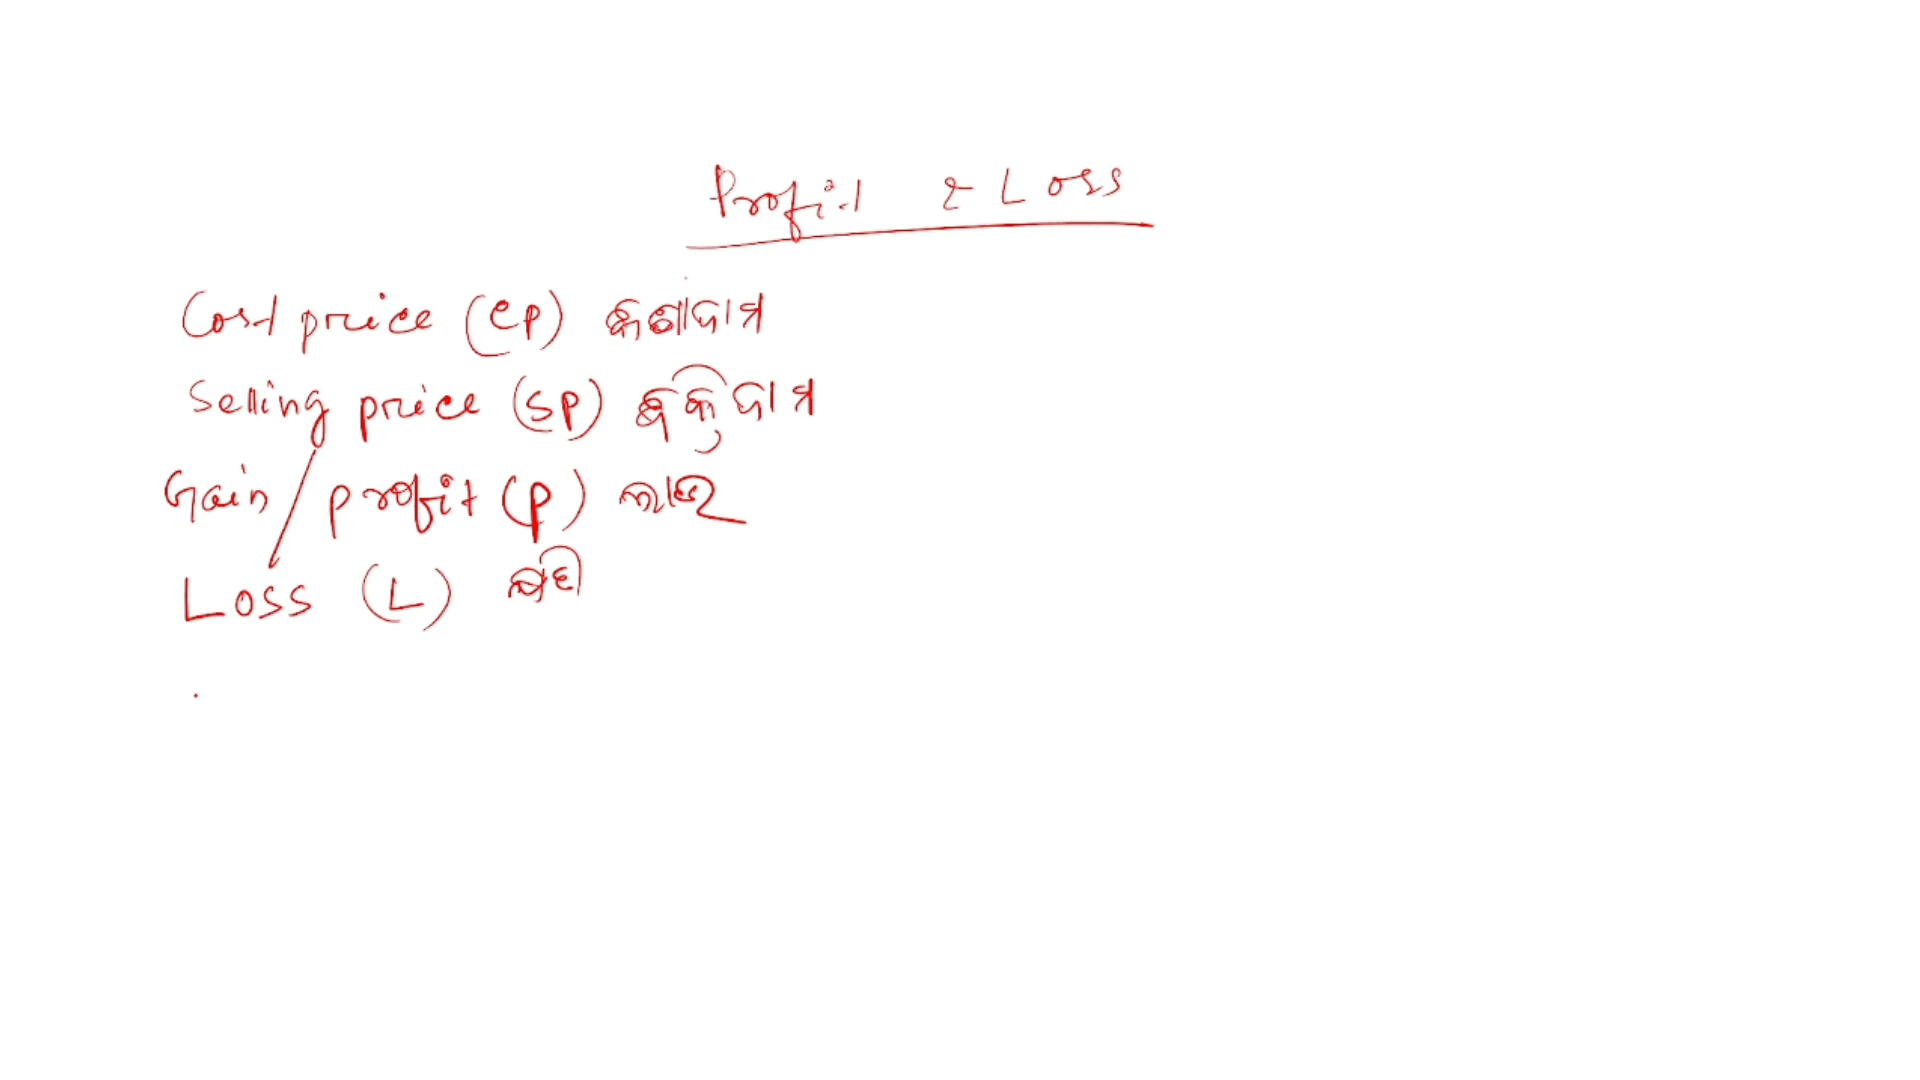 Profit & Loss
Cost price (CP) କିଣାଦାମ
Selling price (SP) ବିକ୍ରିଦାମ
Gain/profit (P) ଲାଭ
Loss (L) କ୍ଷତି